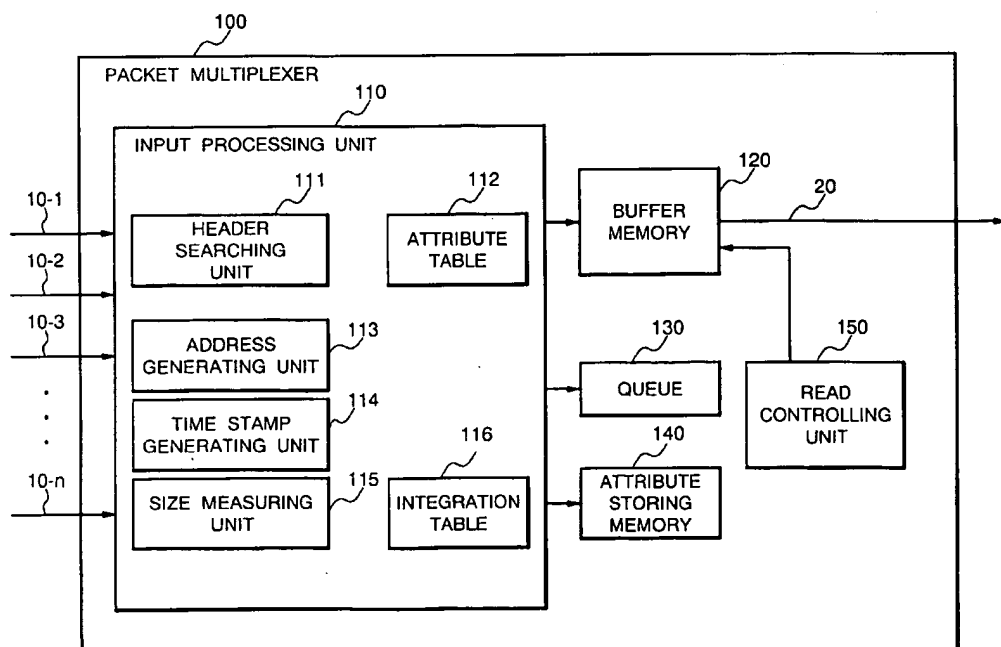 100
PACKET MULTIPLEXER
110
INPUT PROCESSING UNIT
111
HEADER
SEARCHING
UNIT
112
ATTRIBUTE
TABLE
120
BUFFER
MEMORY
20
10-1
10-2
10-3
10-n
113
ADDRESS
GENERATING UNIT
114
TIME STAMP
GENERATING UNIT
115
SIZE MEASURING
UNIT
116
INTEGRATION
TABLE
130
QUEUE
140
ATTRIBUTE
STORING
MEMORY
150
READ
CONTROLLING
UNIT